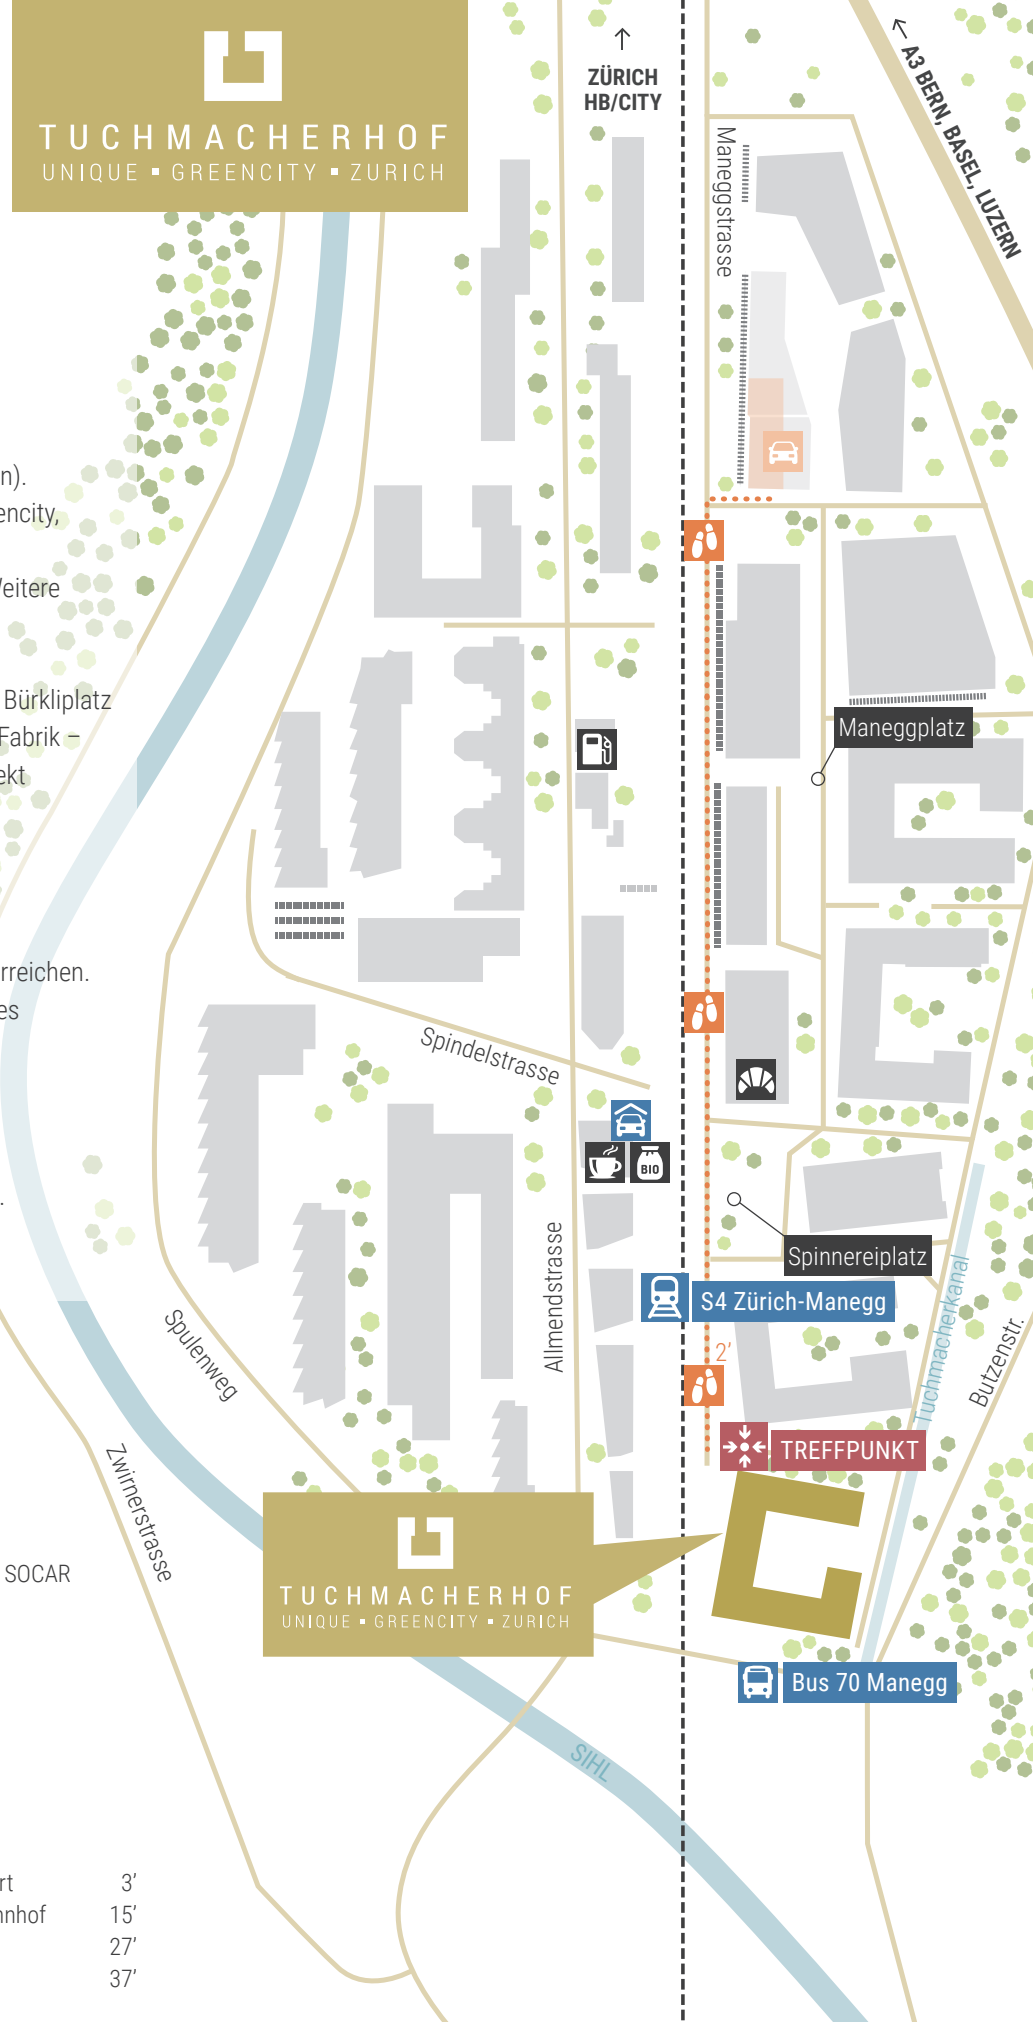 TUCHMACHERHOF
UNIQUE ▪ GREENCITY ▪ ZURICH
ZÜRICH
HB/CITY
A3 BERN, BASEL, LUZERN
Maneggstrasse
n).
encity,
Weitere
Bürkliplatz
Fabrik –
ekt
Maneggplatz
rreichen.
es
Spindelstrasse
BIO
.
Spinnereiplatz
Allmendstrasse
S4 Zürich-Manegg
Tuchmacherkanal
Butzenstr.
Spulenweg
2’
TREFFPUNKT
Zwirnerstrasse
SOCAR
TUCHMACHERHOF
UNIQUE ▪ GREENCITY ▪ ZURICH
Bus 70 Manegg
SIHL
rt 3’
nnhof 15’
27’
37’